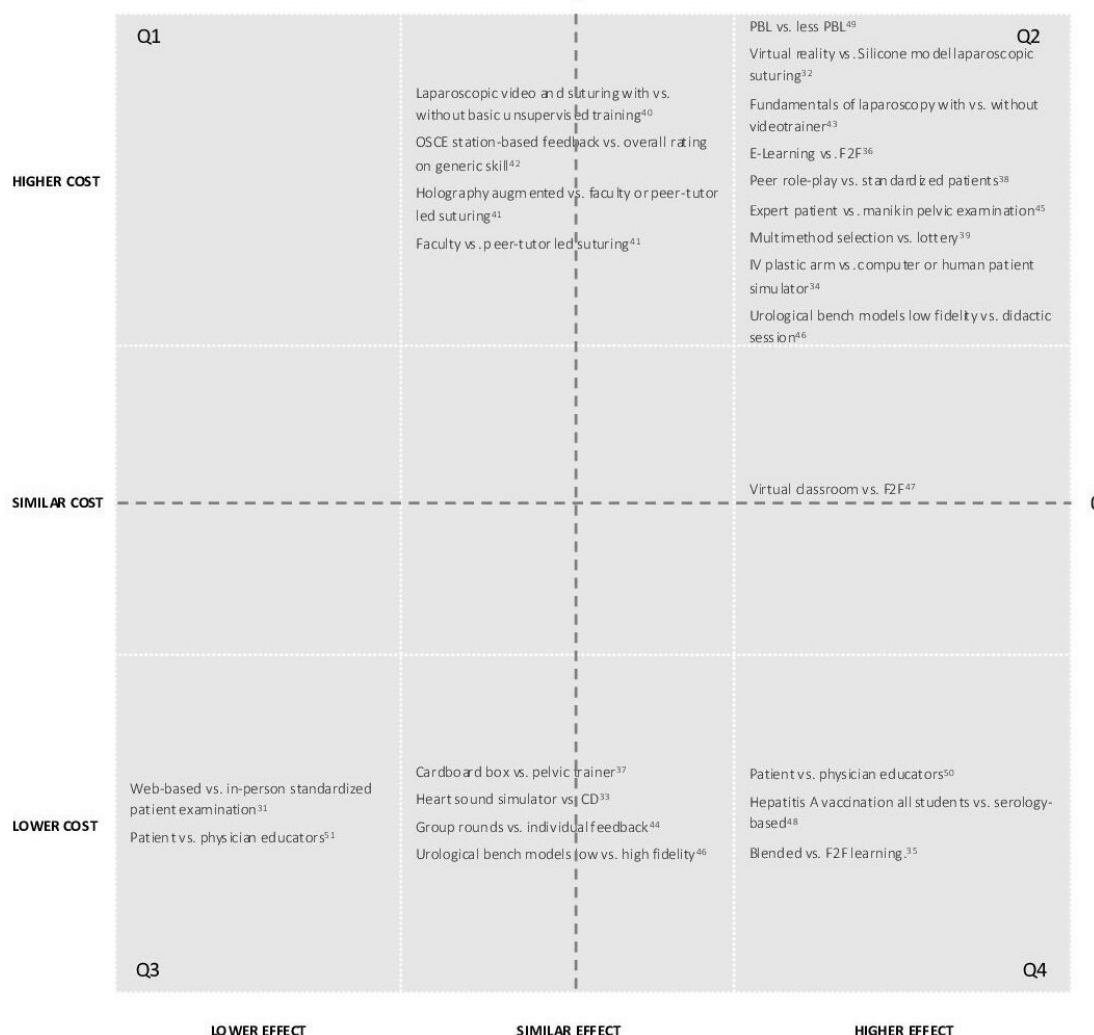 Q1
Q2
HIGHER COST
Laparoscopic video and suturing with vs.
without basic unsupervised training⁴⁰
OSCE station-based feedback vs. overall rating
on generic skill⁴²
Holography augmented vs. faculty or peer-tutor
led suturing⁴¹
Faculty vs. peer-tutor led suturing⁴¹
PBL vs. less PBL⁴⁹
Virtual reality vs. Silicone model laparoscopic
suturing³²
Fundamentals of laparoscopy with vs. without
videotrainer⁴³
E-Learning vs. F2F³⁶
Peer role-play vs. standardized patients³⁸
Expert patient vs. manikin pelvic examination⁴⁵
Multimethod selection vs. lottery³⁹
IV plastic arm vs. computer or human patient
simulator³⁴
Urological bench models low fidelity vs. didactic
session⁴⁶
SIMILAR COST
Virtual classroom vs. F2F⁴⁷
LOWER COST
Web-based vs. in-person standardized
patient examination³¹
Patient vs. physician educators⁵¹
Cardboard box vs. pelvic trainer³⁷
Heart sound simulator vs. CD³³
Group rounds vs. individual feedback⁴⁴
Urological bench models low vs. high fidelity⁴⁶
Patient vs. physician educators⁵⁰
Hepatitis A vaccination all students vs. serology-
based⁴⁸
Blended vs. F2F learning.³⁵
Q3
Q4
LOWER EFFECT
SIMILAR EFFECT
HIGHER EFFECT